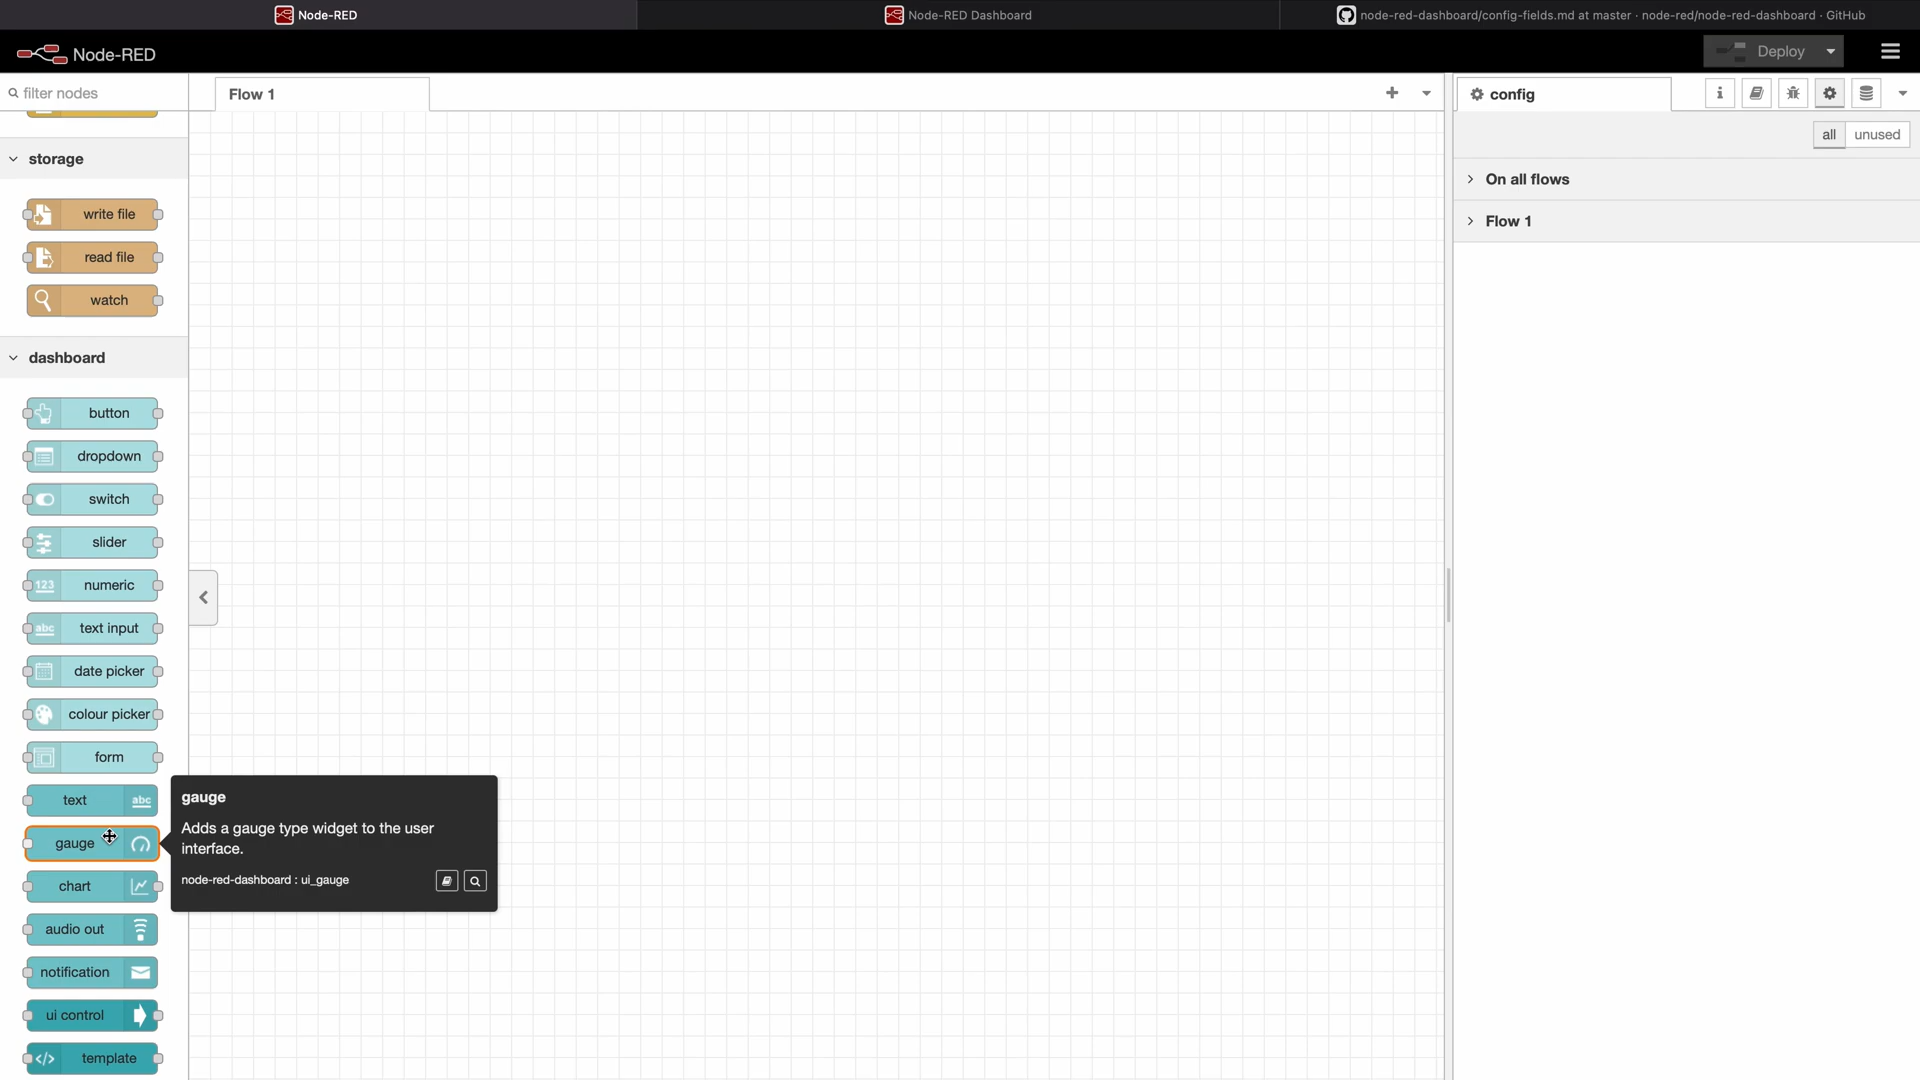 Node-RED
Node-RED Dashboard
node-red-dashboard/config-fields.md at master · node-red/node-red-dashboard · GitHub
Node-RED
Deploy
filter nodes
Flow 1
config
all
unused
storage
On all flows
Flow 1
write file
read file
watch
dashboard
button
dropdown
switch
slider
123
numeric
abc
text input
date picker
colour picker
form
text
abc
gauge
Adds a gauge type widget to the user
interface.
node-red-dashboard : ui_gauge
gauge
chart
audio out
notification
ui control
template